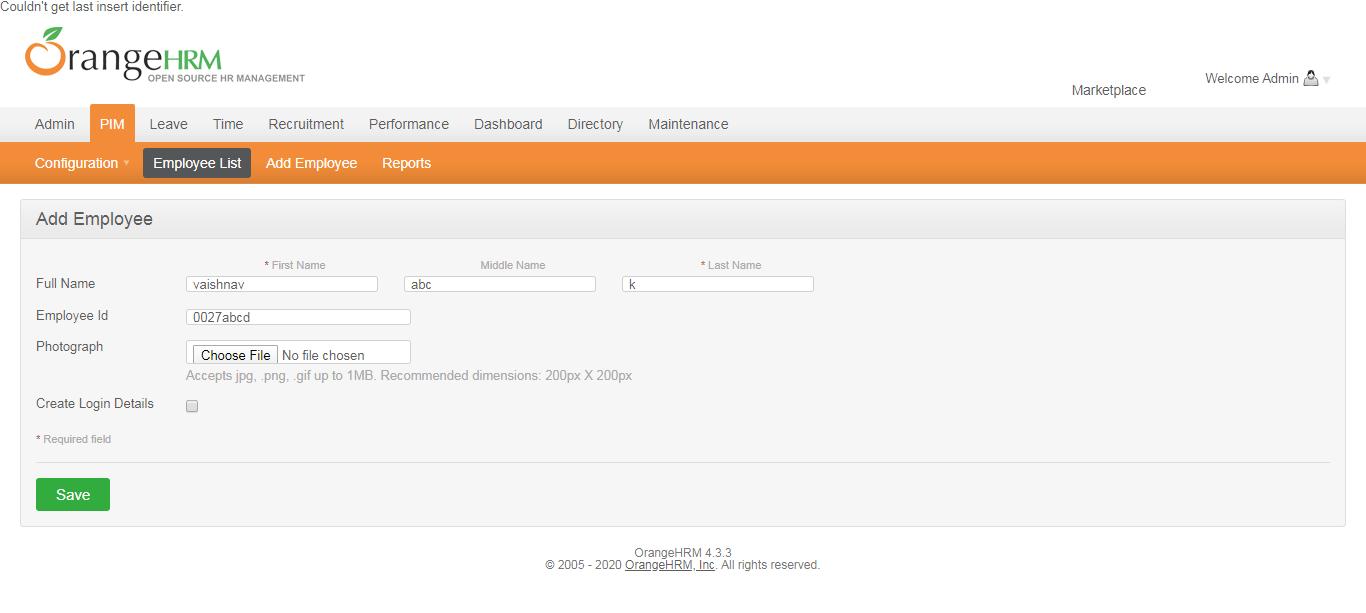 Couldn't get last insert identifier.
OrangeHRM
OPEN SOURCE HR MANAGEMENT
Marketplace
Welcome Admin
Admin PIM Leave Time Recruitment Performance Dashboard Directory Maintenance
Configuration Employee List Add Employee Reports
Add Employee
* First Name Middle Name * Last Name
Full Name vaishnav abc k
Employee Id 0027abcd
Photograph Choose File No file chosen
Accepts jpg, .png, .gif up to 1MB. Recommended dimensions: 200px X 200px
Create Login Details
* Required field
Save
OrangeHRM 4.3.3
© 2005 - 2020 OrangeHRM, Inc. All rights reserved.